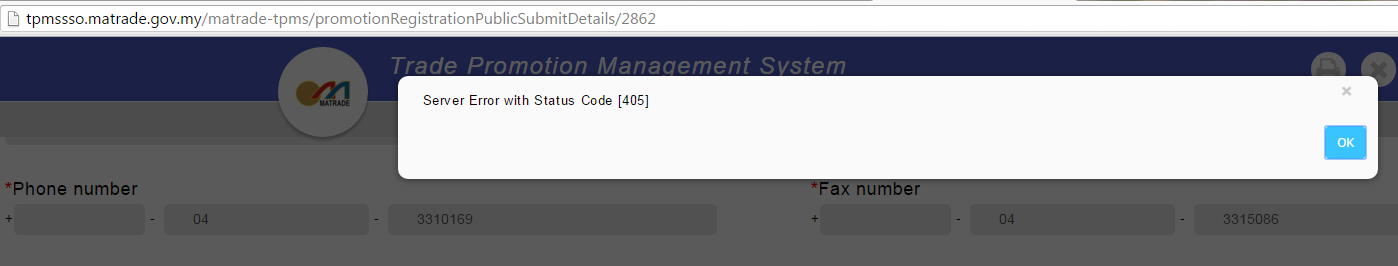 tpmssso.matrade.gov.my/matrade-tpms/promotionRegistrationPublicSubmitDetails/2862
Trade Promotion Management System
MATRADE
Server Error with Status Code [405]
×
OK
*Phone number
*Fax number
+ - 04 - 3310169
+ - 04 - 3315086